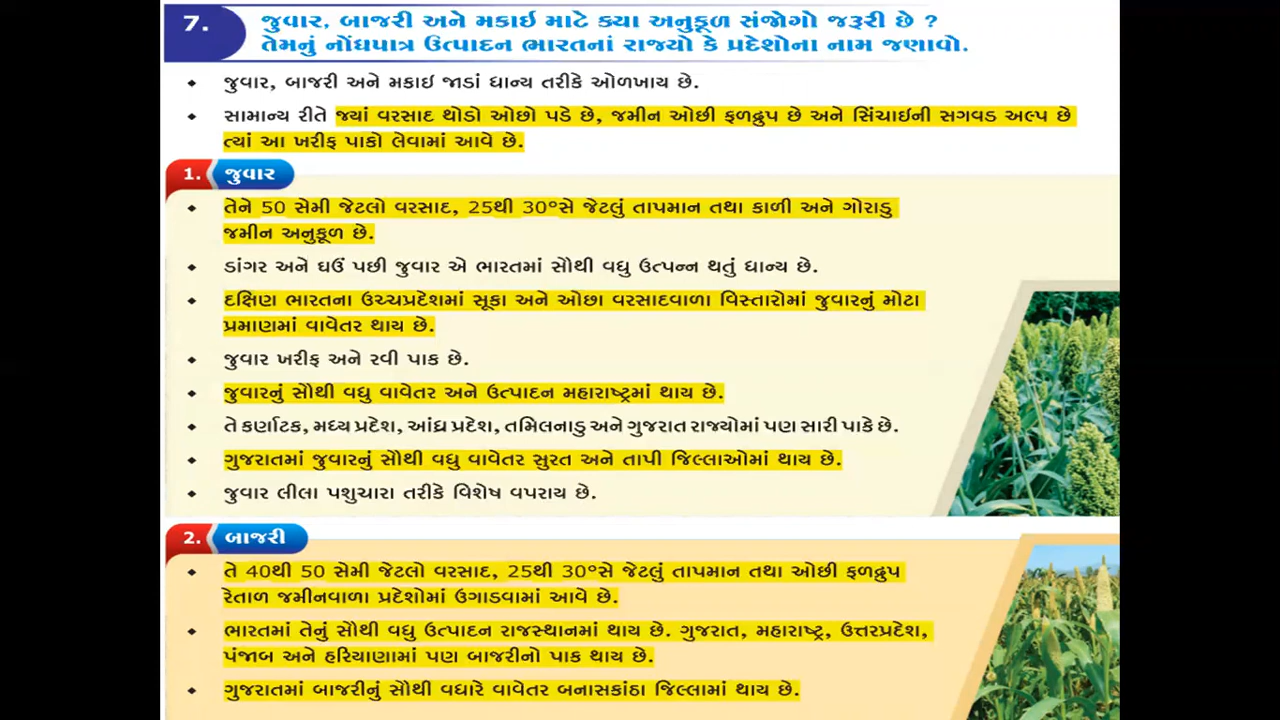 7.
જુવાર, બાજરી અને મકાઇ માટે ક્યા અનુકૂળ સંજોગો જરૂરી છે ?
તેમનું નોંધપાત્ર ઉત્પાદન ભારતનાં રાજ્યો કે પ્રદેશોના નામ જણાવો.
જુવાર, બાજરી અને મકાઇ જાડાં ધાન્ય તરીકે ઓળખાય છે.
સામાન્ય રીતે જ્યાં વરસાદ થોડો ઓછો પડે છે, જમીન ઓછી ફળદ્રુપ છે અને સિંચાઇની સગવડ અલ્પ છે
ત્યાં આ ખરીફ પાકો લેવામાં આવે છે.
1. જુવાર
તેને 50 સેમી જેટલો વરસાદ, 25થી 30°સે જેટલું તાપમાન તથા કાળી અને ગોરાડુ
જમીન અનુકૂળ છે.
ડાંગર અને ઘઉં પછી જુવાર એ ભારતમાં સૌથી વધુ ઉત્પન્ન થતું ધાન્ય છે.
દક્ષિણ ભારતના ઉચ્ચપ્રદેશમાં સૂકા અને ઓછા વરસાદવાળા વિસ્તારોમાં જુવારનું મોટા
પ્રમાણમાં વાવેતર થાય છે.
જુવાર ખરીફ અને રવી પાક છે.
જુવારનું સૌથી વધુ વાવેતર અને ઉત્પાદન મહારાષ્ટ્રમાં થાય છે.
તે કર્ણાટક, મધ્ય પ્રદેશ, આંધ્ર પ્રદેશ, તમિલનાડુ અને ગુજરાત રાજ્યોમાં પણ સારી પાકે છે.
ગુજરાતમાં જુવારનું સૌથી વધુ વાવેતર સુરત અને તાપી જિલ્લાઓમાં થાય છે.
જુવાર લીલા પશુચારા તરીકે વિશેષ વપરાય છે.
2. બાજરી
તે 40થી 50 સેમી જેટલો વરસાદ, 25થી 30°સે જેટલું તાપમાન તથા ઓછી ફળદ્રુપ
રેતાળ જમીનવાળા પ્રદેશોમાં ઉગાડવામાં આવે છે.
ભારતમાં તેનું સૌથી વધુ ઉત્પાદન રાજસ્થાનમાં થાય છે. ગુજરાત, મહારાષ્ટ્ર, ઉત્તરપ્રદેશ,
પંજાબ અને હરિયાણામાં પણ બાજરીનો પાક થાય છે.
ગુજરાતમાં બાજરીનું સૌથી વધારે વાવેતર બનાસકાંઠા જિલ્લામાં થાય છે.